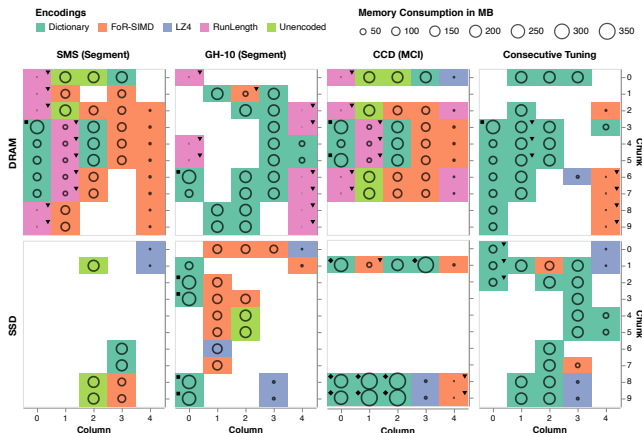 Encodings
Dictionary FoR-SIMD LZ4 RunLength Unencoded
Memory Consumption in MB
50 100 150 200 250 300 350
SMS (Segment) GH-10 (Segment) CCD (MCI) Consecutive Tuning
DRAM
0
1
2
3
4
5
6
7
8
9
Chunk
SSD
0
1
2
3
4
5
6
7
8
9
Chunk
0 1 2 3 4 0 1 2 3 4 0 1 2 3 4 0 1 2 3 4
Column Column Column Column